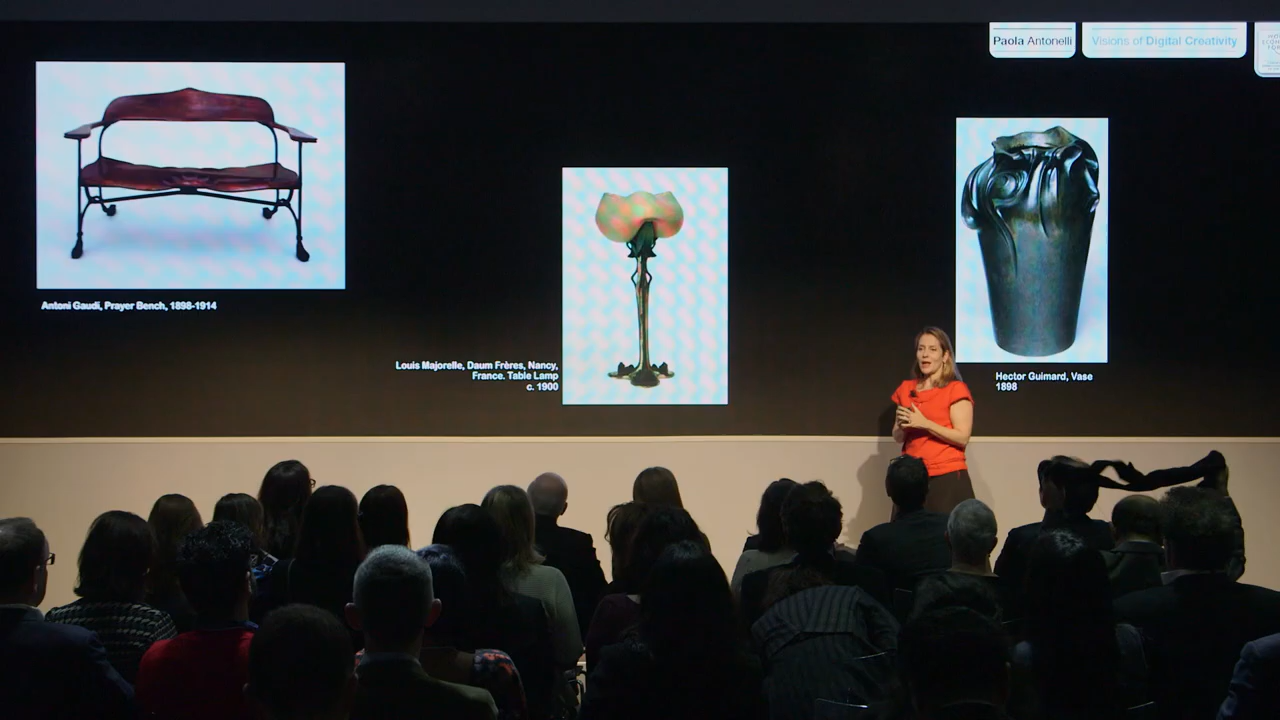 Paola Antonelli
Visions of Digital Creativity
Antoni Gaudí, Prayer Bench, 1898-1914
Louis Majorelle, Daum Frères, Nancy,
France. Table Lamp
c. 1900
Hector Guimard, Vase
1898